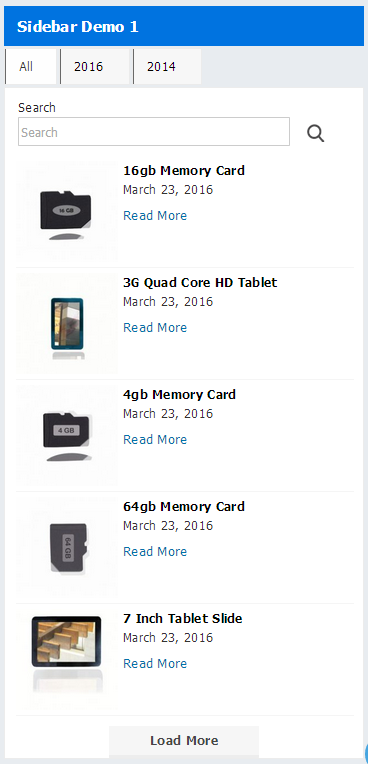 Sidebar Demo 1
All 2016 2014
Search
Search
16gb Memory Card
March 23, 2016
Read More
16 GB
3G Quad Core HD Tablet
March 23, 2016
Read More
4gb Memory Card
March 23, 2016
Read More
4 GB
64gb Memory Card
March 23, 2016
Read More
64 GB
7 Inch Tablet Slide
March 23, 2016
Read More
Load More